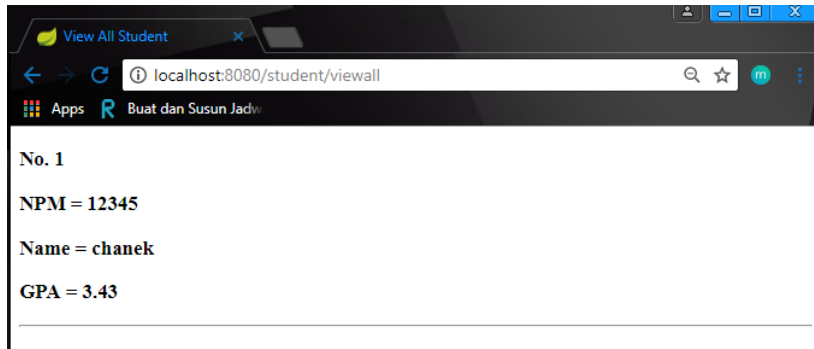 View All Student
localhost:8080/student/viewall
m
Apps
Buat dan Susun Jadw
No. 1
NPM = 12345
Name = chanek
GPA = 3.43